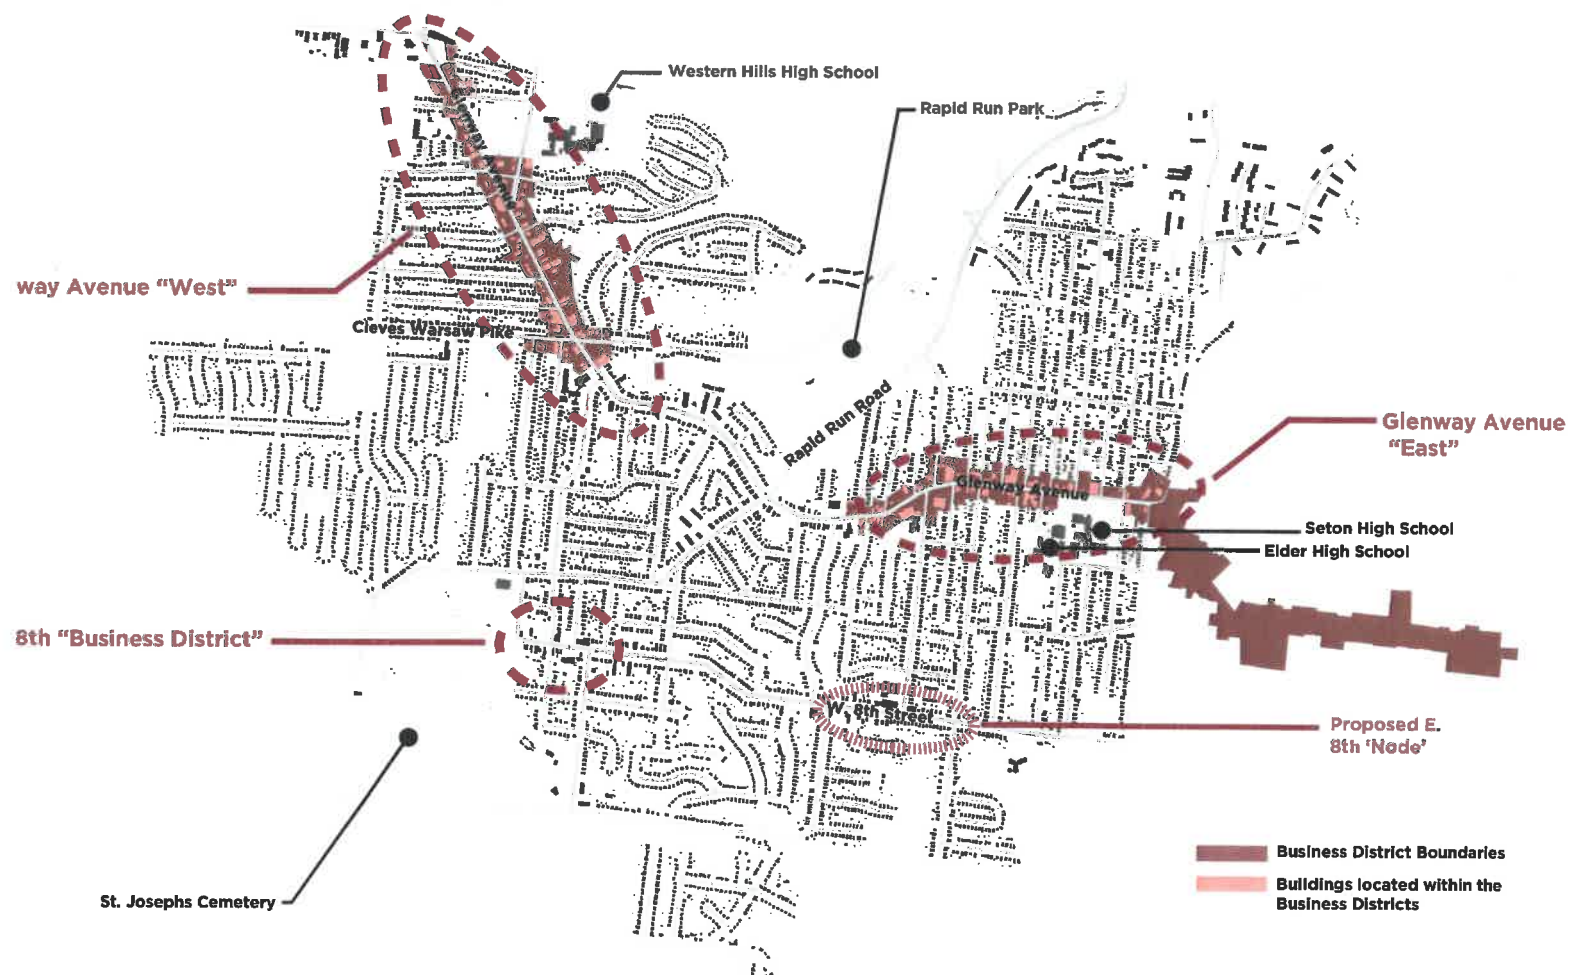 Western Hills High School
Rapid Run Park
way Avenue "West"
Cleves Warsaw Pike
Rapid Run Road
Glenway Avenue
"East"
Glenway Avenue
Seton High School
Elder High School
8th "Business District"
W. 8th Street
Proposed E.
8th 'Node'
St. Josephs Cemetery
Business District Boundaries
Buildings located within the
Business Districts